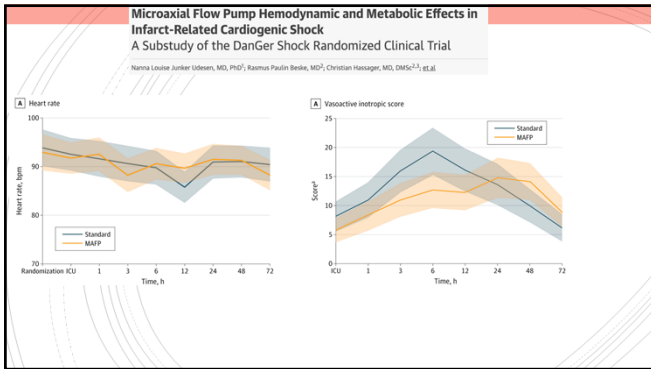 Microaxial Flow Pump Hemodynamic and Metabolic Effects in
Infarct-Related Cardiogenic Shock
A Substudy of the DanGer Shock Randomized Clinical Trial
Nanna Louise Junker Udesen, MD, PhD1; Rasmus Paulin Beske, MD2; Christian Hassager, MD, DMSc2,3; et al
A Heart rate
100
90
80
70
Heart rate, bpm
Standard
MAFP
Randomization ICU 1 3 6 12 24 48 72
Time, h
A Vasoactive inotropic score
25
20
15
10
5
0
Scorea
Standard
MAFP
ICU 1 3 6 12 24 48 72
Time, h